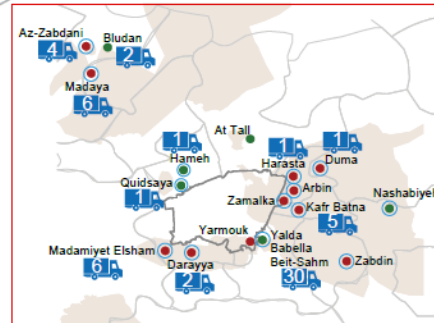 Az-Zabdani
Bludan
4
2
Madaya
6
1
At Tall
1
1
Hameh
Harasta
Duma
Quidsaya
Arbin
1
Zamalka
Kafr Batna
Nashabiyeh
5
Yarmouk
Yalda
Madamiyet Elsham
Babella
Beit-Sahm
Zabdin
6
Darayya
2
30